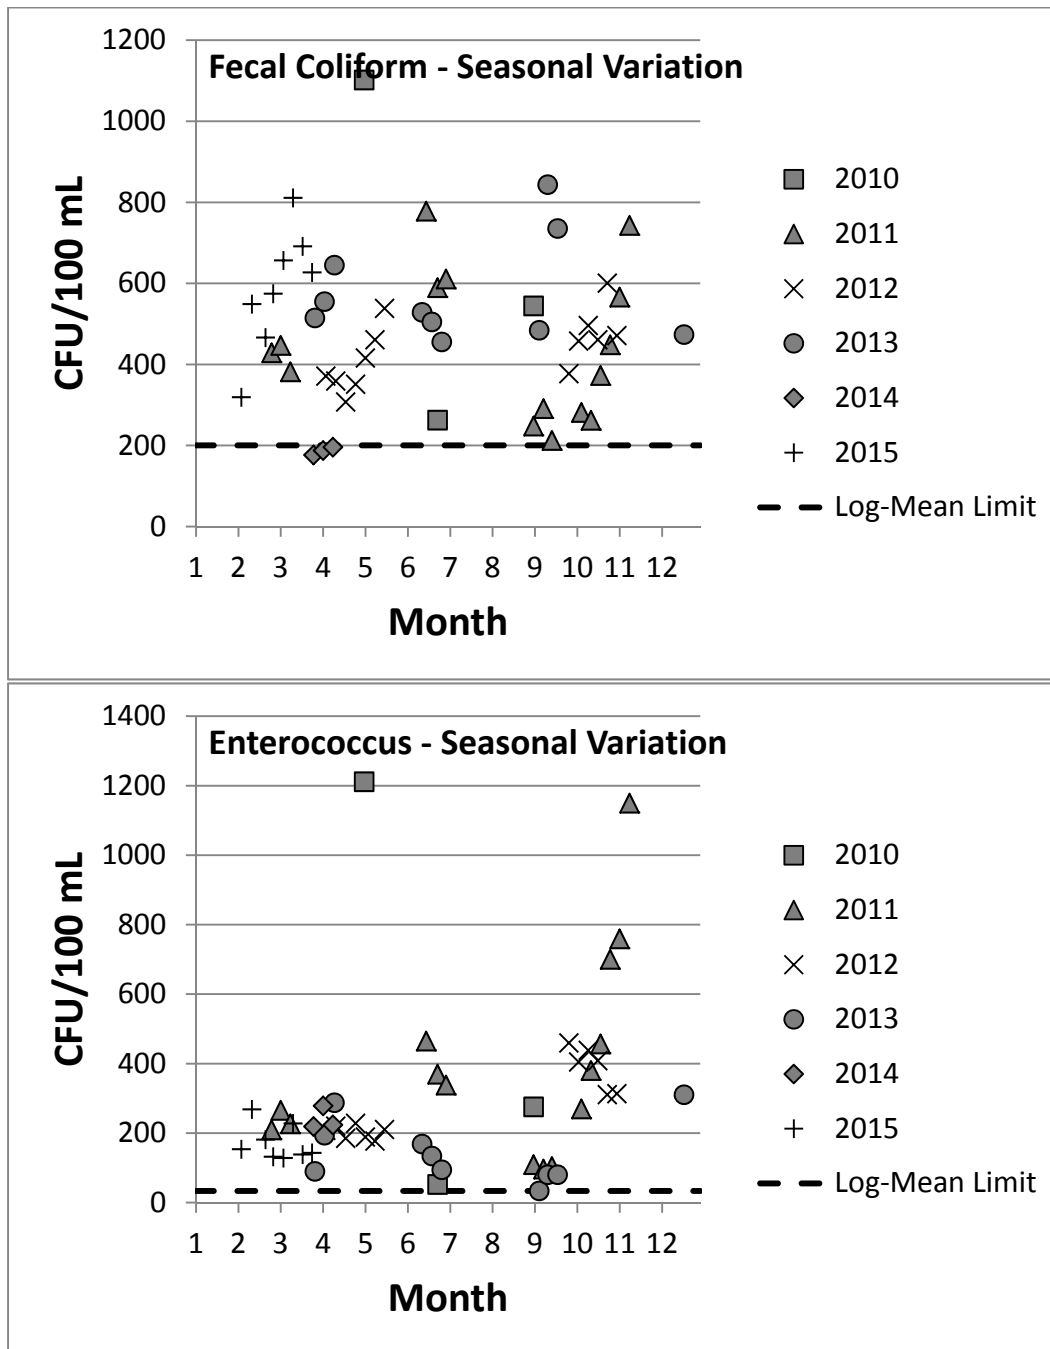 Fecal Coliform - Seasonal Variation
1200
1000
800
600
400
200
0
CFU/100 mL
1 2 3 4 5 6 7 8 9 10 11 12
Month
2010
2011
2012
2013
2014
2015
Log-Mean Limit
Enterococcus - Seasonal Variation
1400
1200
1000
800
600
400
200
0
CFU/100 mL
1 2 3 4 5 6 7 8 9 10 11 12
Month
2010
2011
2012
2013
2014
2015
Log-Mean Limit